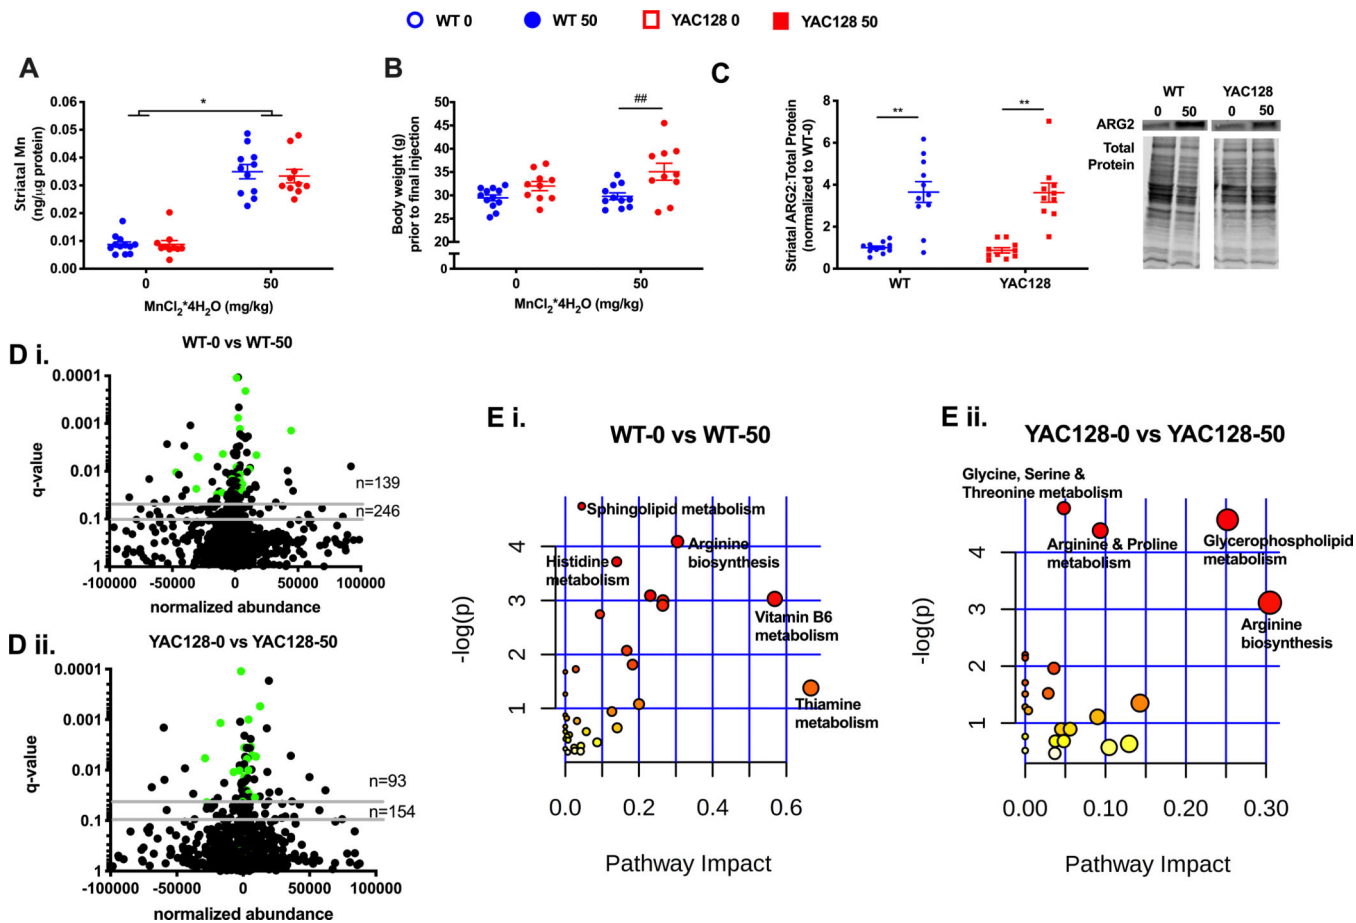 WT 0 WT 50 YAC128 0 YAC128 50
A
Striatal Mn
(ng/µg protein)
0.06
0.05
0.04
0.03
0.02
0.01
0.00
*
0 50
MnCl2*4H2O (mg/kg)
B
Body weight (g)
prior to final injection
50
45
40
35
30
25
20
0
##
0 50
MnCl2*4H2O (mg/kg)
C
Striatal ARG2:Total Protein
(normalized to WT-0)
8
6
4
2
0
** **
WT YAC128
WT YAC128
0 50 0 50
ARG2
Total
Protein
D i.
WT-0 vs WT-50
q-value
0.0001
0.001
0.01
0.1
1
n=139
n=246
-100000 -50000 0 50000 100000
normalized abundance
D ii.
YAC128-0 vs YAC128-50
q-value
0.0001
0.001
0.01
0.1
1
n=93
n=154
-100000 -50000 0 50000 100000
normalized abundance
E i.
WT-0 vs WT-50
-log(p)
4
3
2
1
Sphingolipid metabolism
Arginine
biosynthesis
Histidine
metabolism
Vitamin B6
metabolism
Thiamine
metabolism
0.0 0.2 0.4 0.6
Pathway Impact
E ii.
YAC128-0 vs YAC128-50
Glycine, Serine &
Threonine metabolism
Arginine & Proline
metabolism
Glycerophospholipid
metabolism
Arginine
biosynthesis
-log(p)
4
3
2
1
0.00 0.10 0.20 0.30
Pathway Impact